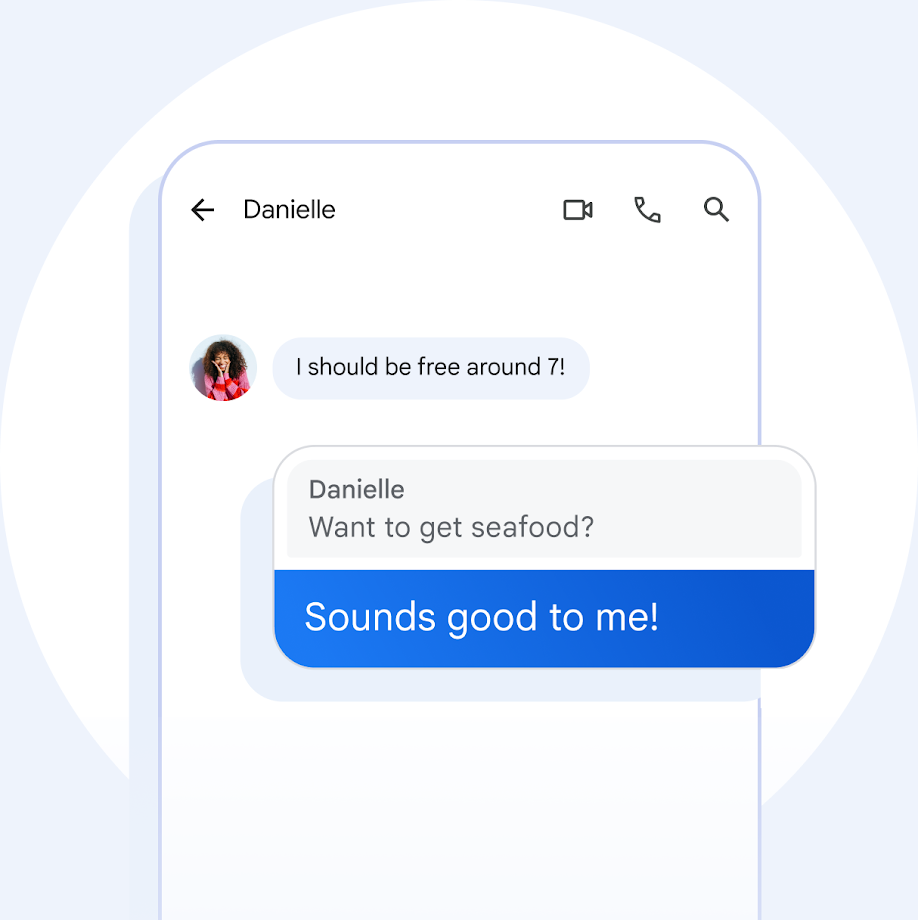 Danielle
I should be free around 7!
Danielle
Want to get seafood?
Sounds good to me!